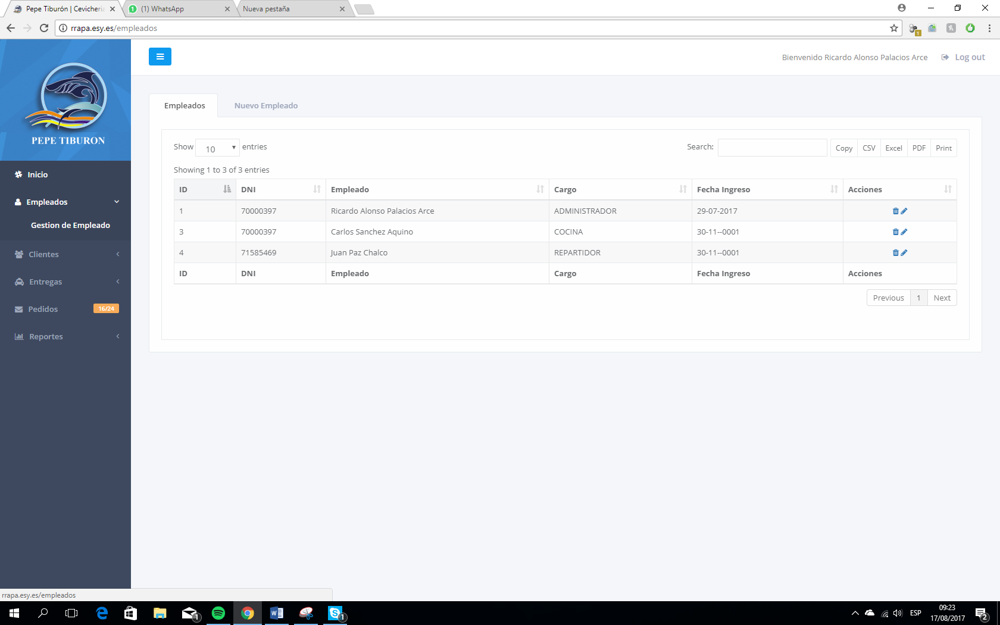 Pepe Tiburón | Cevicheria
(1) WhatsApp
Nueva pestaña
rrapa.esy.es/empleados
1
PEPE TIBURON
Bienvenido Ricardo Alonso Palacios Arce
Log out
Inicio
Empleados
Gestion de Empleado
Clientes
Entregas
Pedidos 16/24
Reportes
Empleados Nuevo Empleado
Show 10 entries Search: Copy CSV Excel PDF Print
Showing 1 to 3 of 3 entries
ID DNI Empleado Cargo Fecha Ingreso Acciones
1 70000397 Ricardo Alonso Palacios Arce ADMINISTRADOR 29-07-2017
3 70000397 Carlos Sanchez Aquino COCINA 30-11--0001
4 71585469 Juan Paz Chalco REPARTIDOR 30-11--0001
ID DNI Empleado Cargo Fecha Ingreso Acciones
Previous 1 Next
rrapa.esy.es/empleados
1
1
ESP
09:23
17/08/2017
2